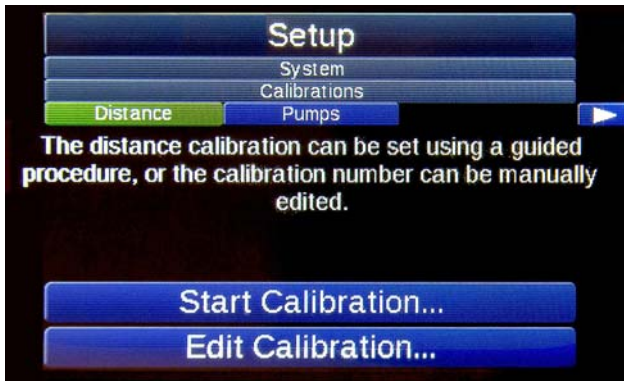 Setup
System
Calibrations
Distance Pumps
The distance calibration can be set using a guided
procedure, or the calibration number can be manually
edited.
Start Calibration...
Edit Calibration...